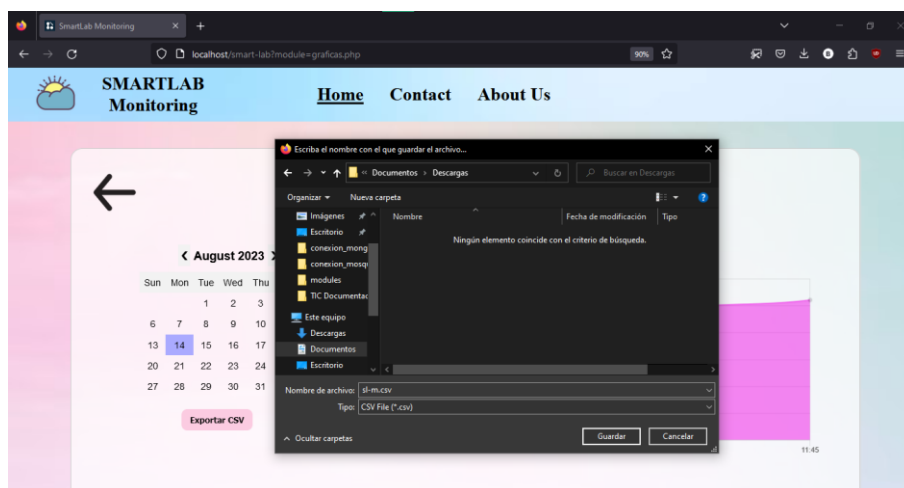 SmartLab Monitoring
localhost/smart-lab?module=graficas.php
90%
SMARTLAB
Monitoring
Home Contact About Us
Escriba el nombre con el que guardar el archivo...
« Documentos > Descargas
Buscar en Descargas
Organizar Nueva carpeta
Imágenes
Escritorio
conexion_mong
conexion_mosq
modules
TIC Documentac
Este equipo
Descargas
Documentos
Escritorio
Nombre Fecha de modificación Tipo
Ningún elemento coincide con el criterio de búsqueda.
Nombre de archivo: sl-m.csv
Tipo: CSV File (*.csv)
Ocultar carpetas
Guardar Cancelar
August 2023
Sun Mon Tue Wed Thu
1 2 3
6 7 8 9 10
13 14 15 16 17
20 21 22 23 24
27 28 29 30 31
Exportar CSV
11:45